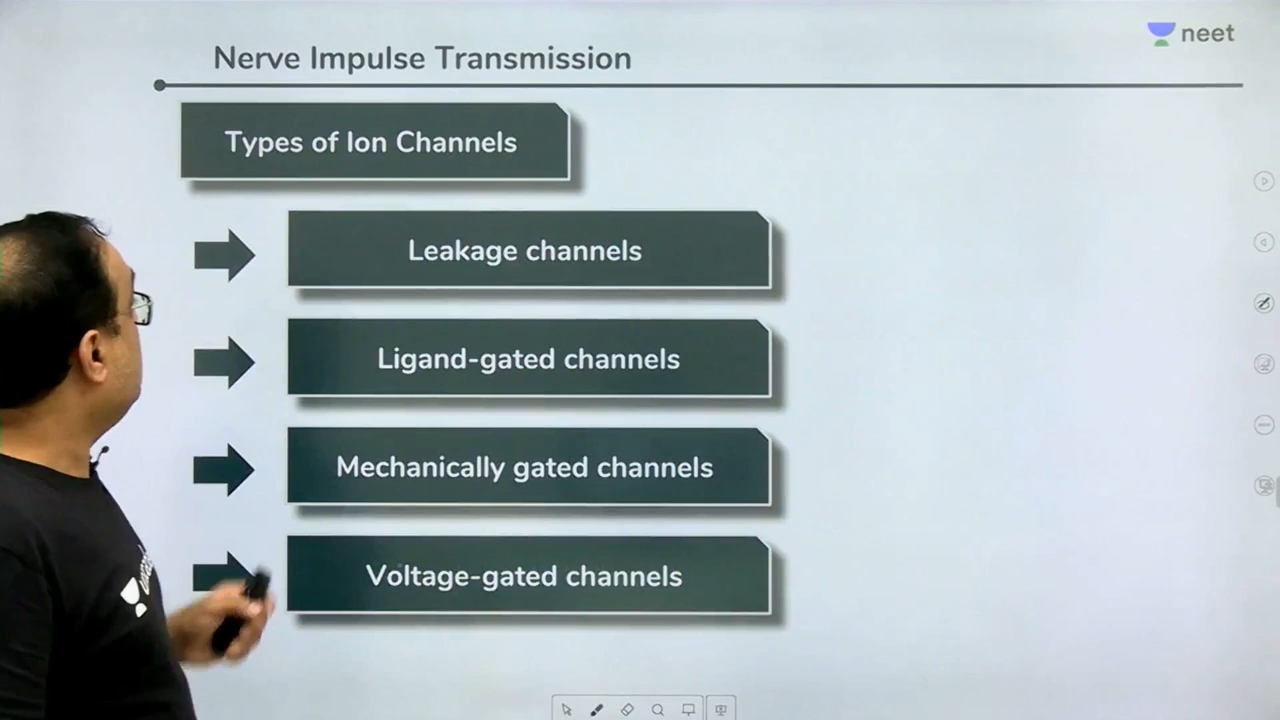 neet
Nerve Impulse Transmission
Types of Ion Channels
Leakage channels
Ligand-gated channels
Mechanically gated channels
Voltage-gated channels